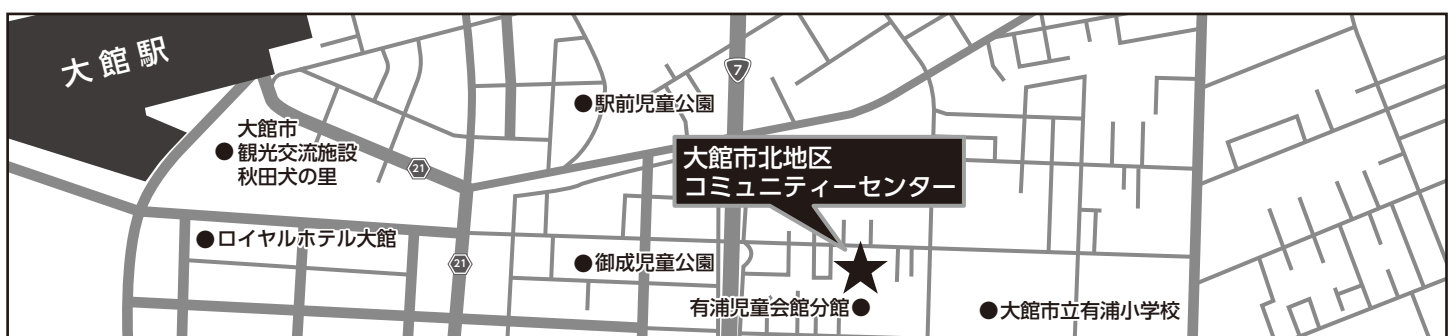 大館駅
7
駅前児童公園
大館市
観光交流施設
秋田犬の里
21
大館市北地区
コミュニティーセンター
ロイヤルホテル大館
21
御成児童公園
有浦児童会館分館
大館市立有浦小学校